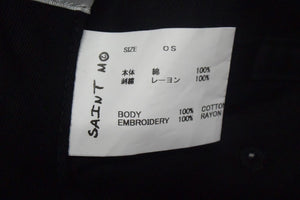 SAINT M
SIZE OS
本体 綿 100%
刺繍 レーヨン 100%
BODY 100% COTTON
EMBROIDERY 100% RAYON